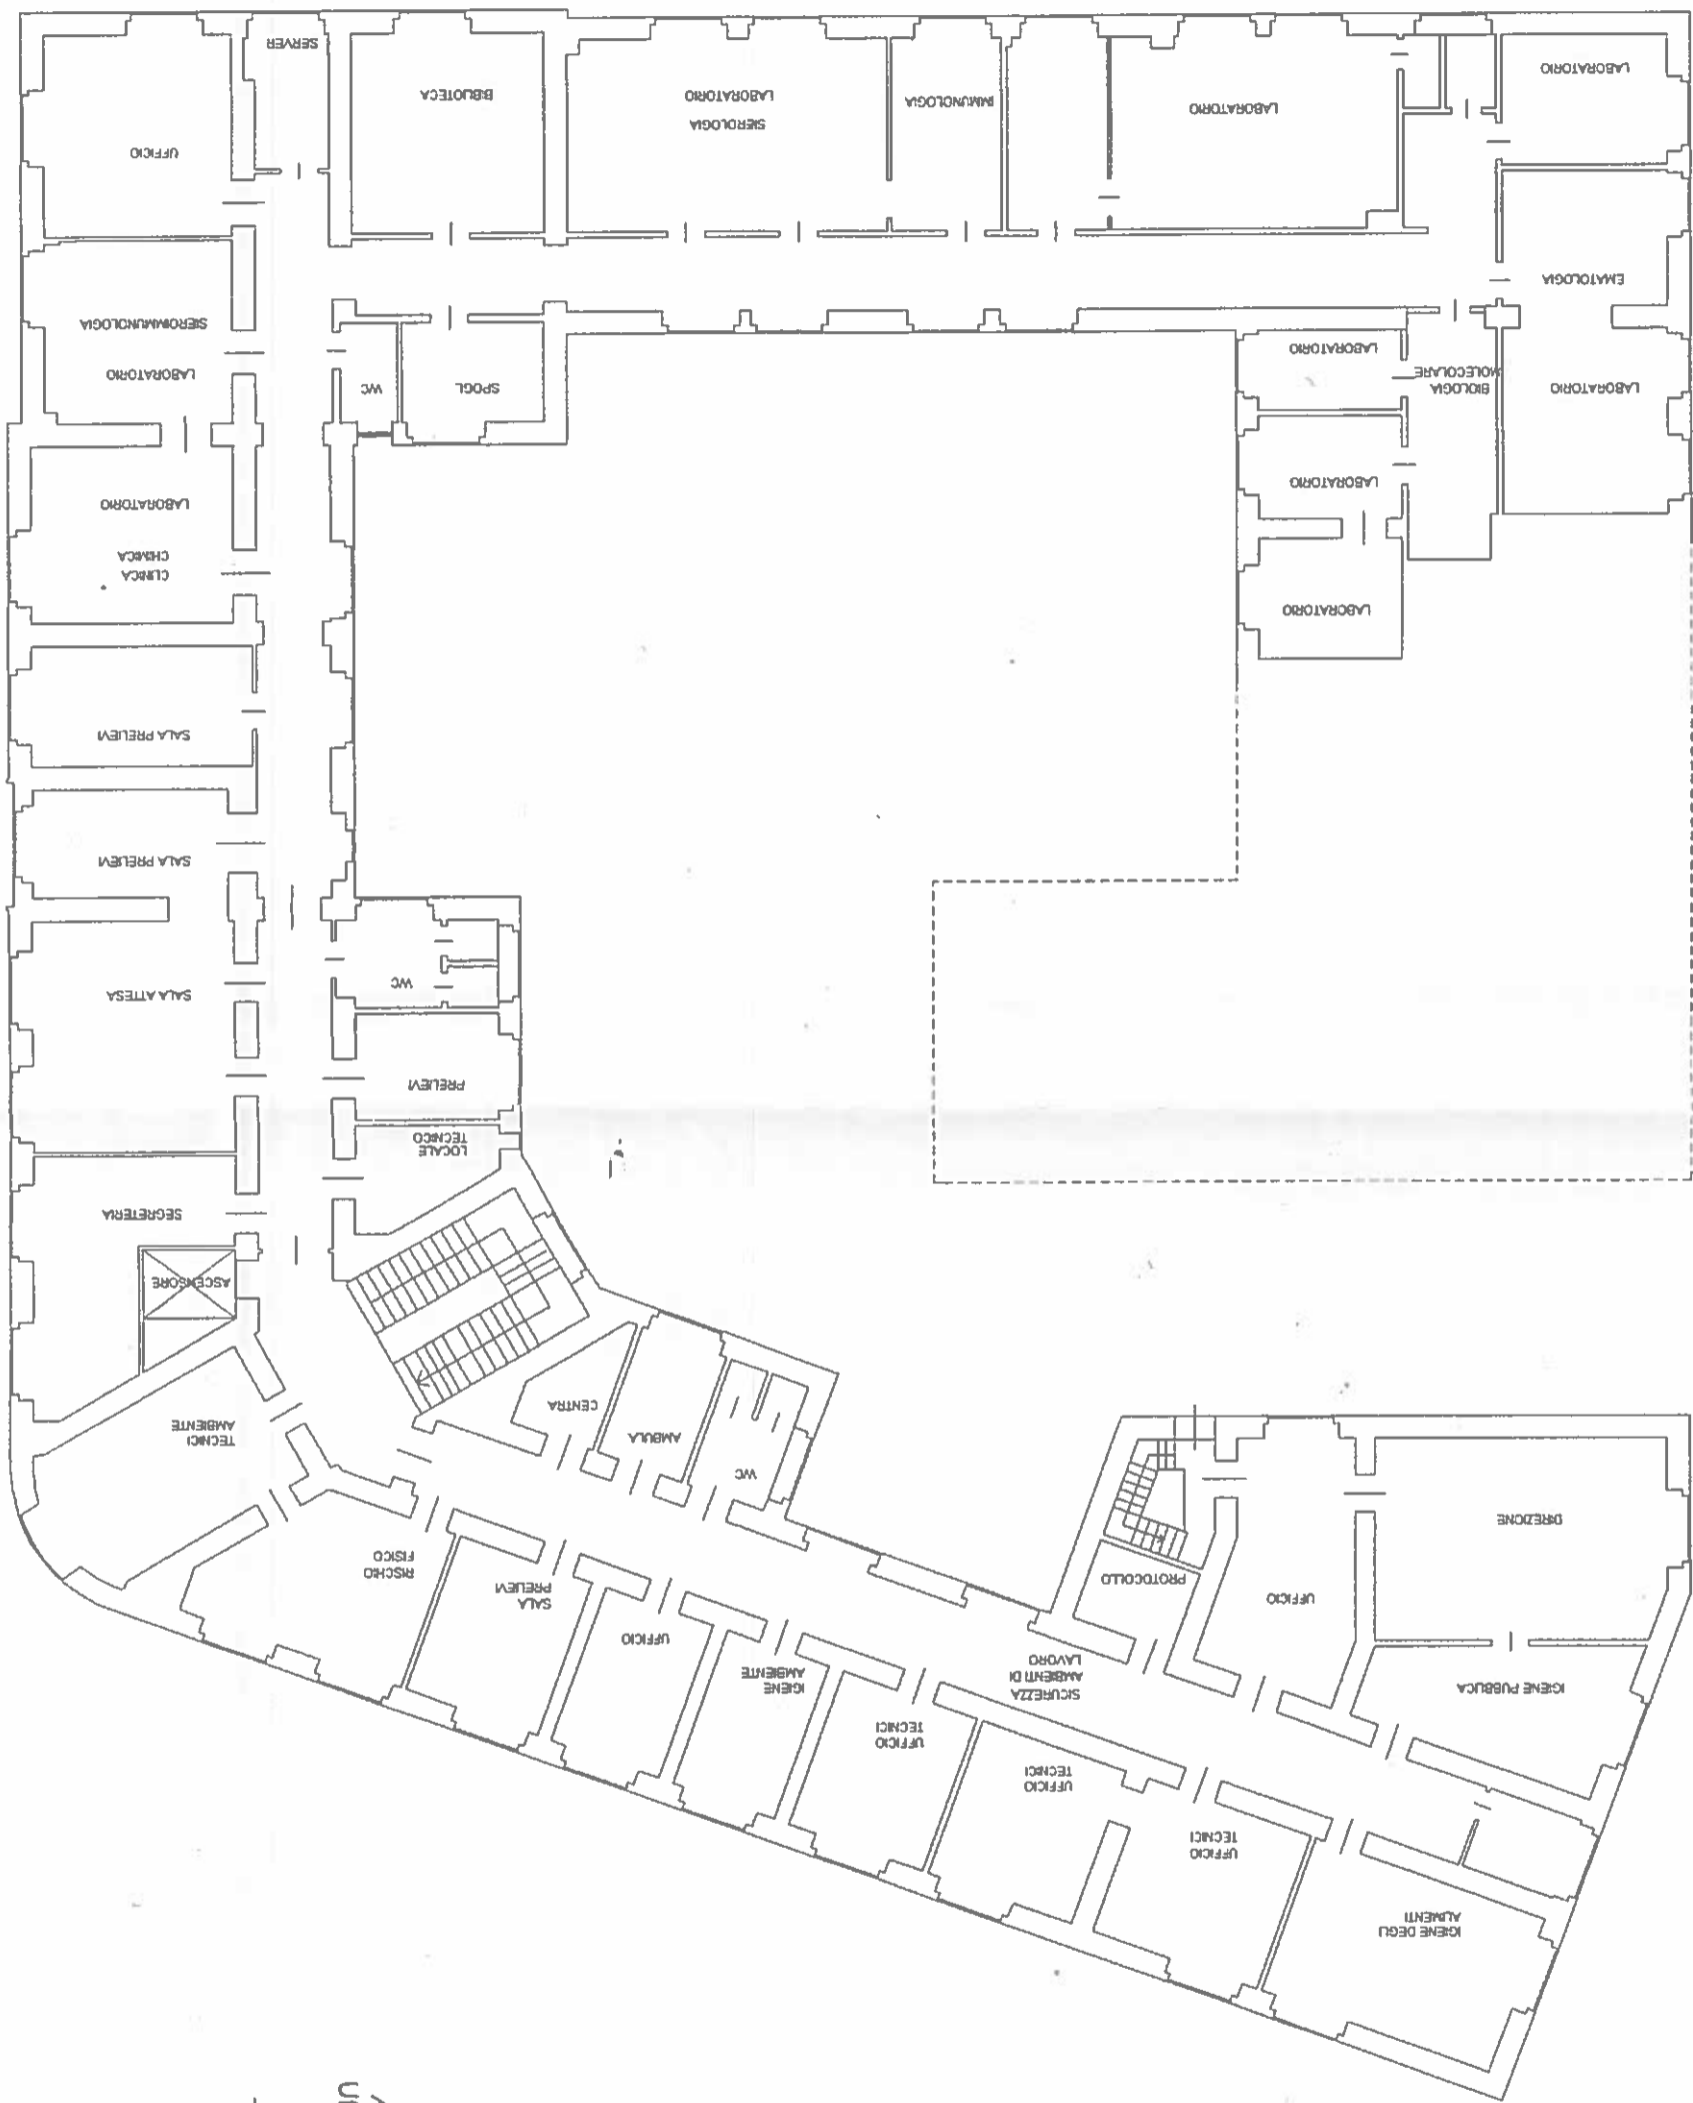 IGIENE DEGLI
ALIMENTI
UFFICIO
TECNICI
UFFICIO
TECNICI
UFFICIO
TECNICI
IGIENE PUBBLICA
SICUREZZA
AMBIENTI DI
LAVORO
IGIENE
AMBIENTE
UFFICIO
SALA
PRELIEVI
RISCHIO
FISICO
UFFICIO
PROTOCOLLO
DIREZIONE
WC
AMBULA
CENTRA
TECNICI
AMBIENTE
ASCENSORE
SEGRETERIA
LOCALE
TECNICO
PRELIEVI
SALA ATTESA
WC
SALA PRELIEVI
SALA PRELIEVI
LABORATORIO
CLINICA
CHIMICA
LABORATORIO
LABORATORIO
LABORATORIO
BIOLOGIA
MOLECOLARE
LABORATORIO
SPOGL
WC
LABORATORIO
SIEROIMMUNOLOGIA
EMATOLOGIA
UFFICIO
SIEROLOGIA
LABORATORIO
LABORATORIO
IMMUNOLOGIA
BIBLIOTECA
LABORATORIO
SERVER